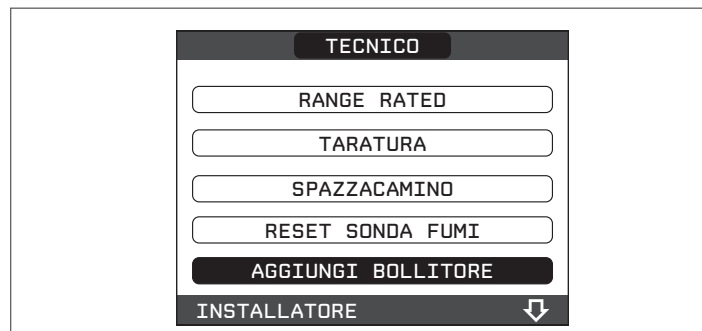 TECNICO
RANGE RATED
TARATURA
SPAZZACAMINO
RESET SONDA FUMI
AGGIUNGI BOLLITORE
INSTALLATORE